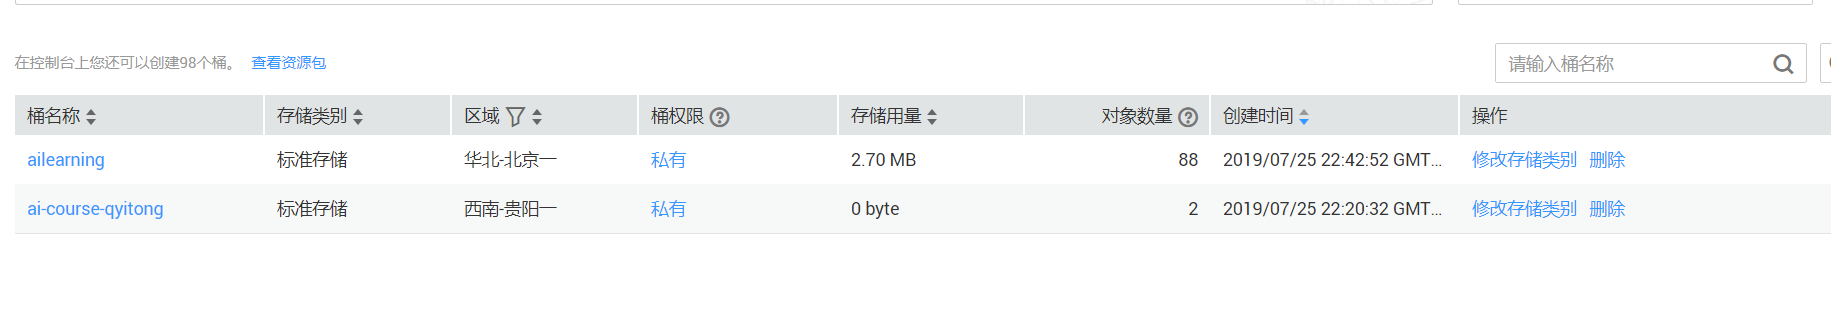 在控制台上您还可以创建98个桶。 查看资源包
请输入桶名称
桶名称 存储类别 区域 桶权限 存储用量 对象数量 创建时间 操作
ailearning 标准存储 华北-北京一 私有 2.70 MB 88 2019/07/25 22:42:52 GMT... 修改存储类别 删除
ai-course-qyitong 标准存储 西南-贵阳一 私有 0 byte 2 2019/07/25 22:20:32 GMT... 修改存储类别 删除